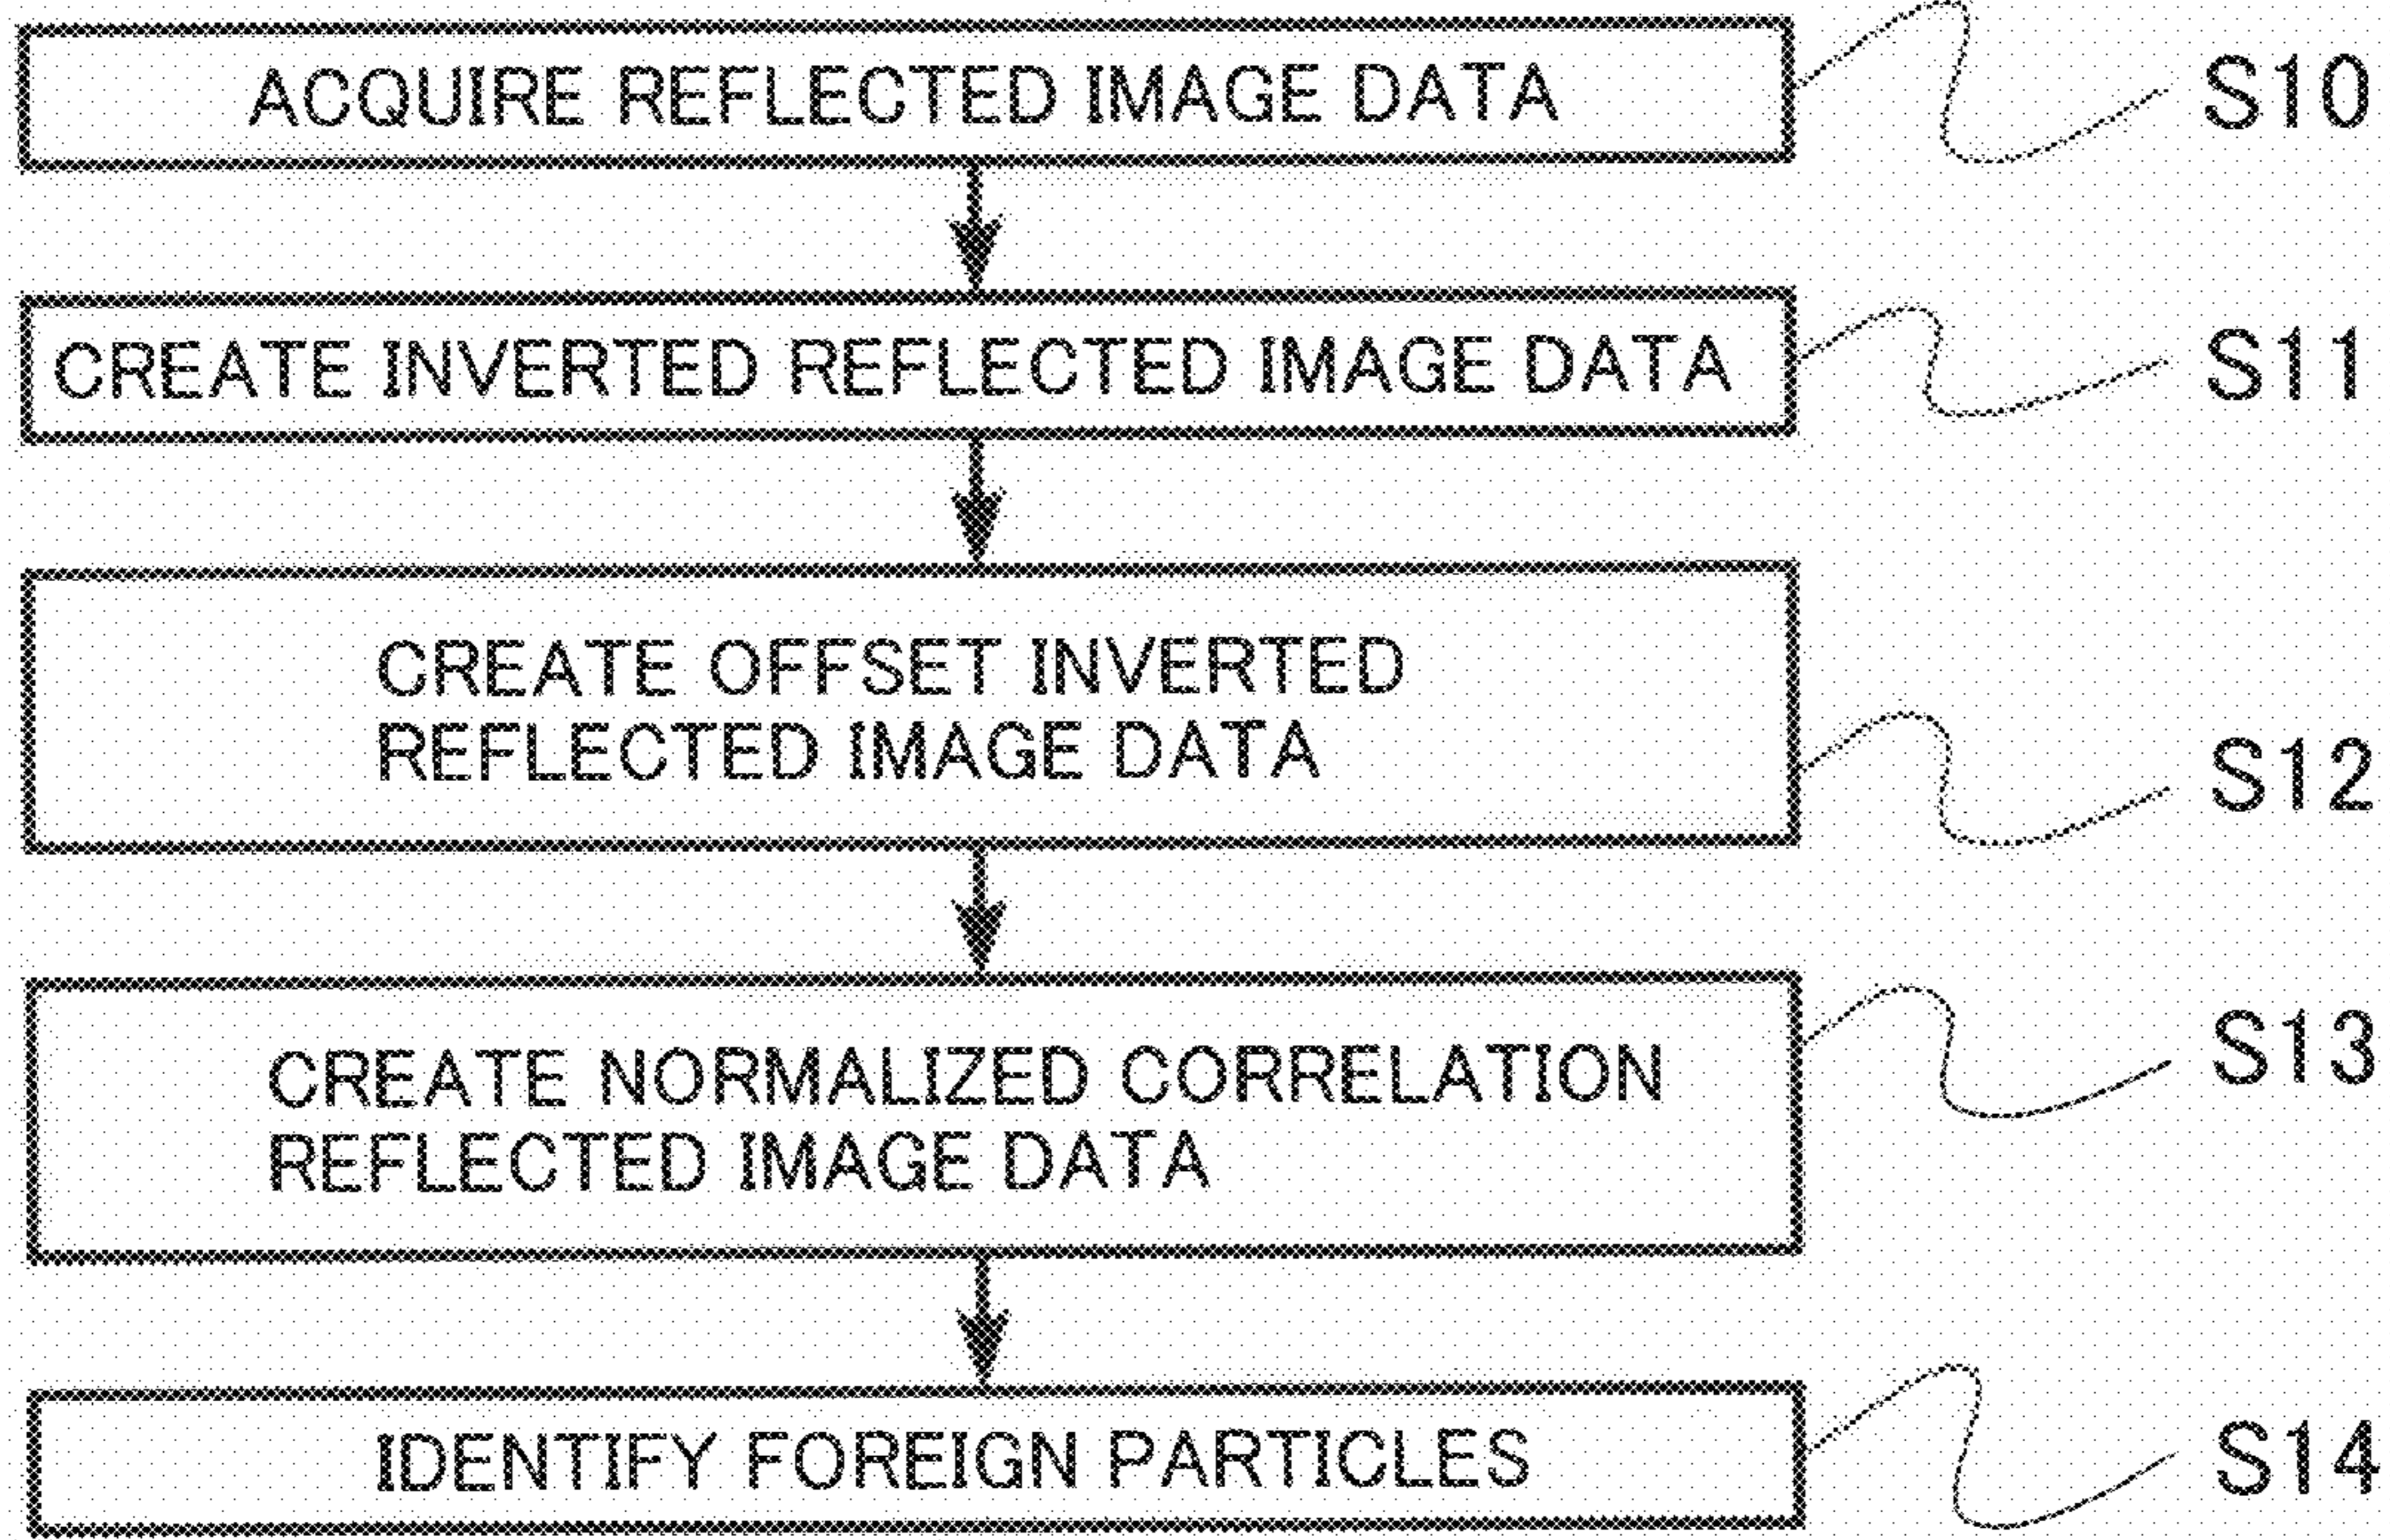 ACQUIRE REFLECTED IMAGE DATA
S10
CREATE INVERTED REFLECTED IMAGE DATA
S11
CREATE OFFSET INVERTED
REFLECTED IMAGE DATA
S12
CREATE NORMALIZED CORRELATION
REFLECTED IMAGE DATA
S13
IDENTIFY FOREIGN PARTICLES
S14